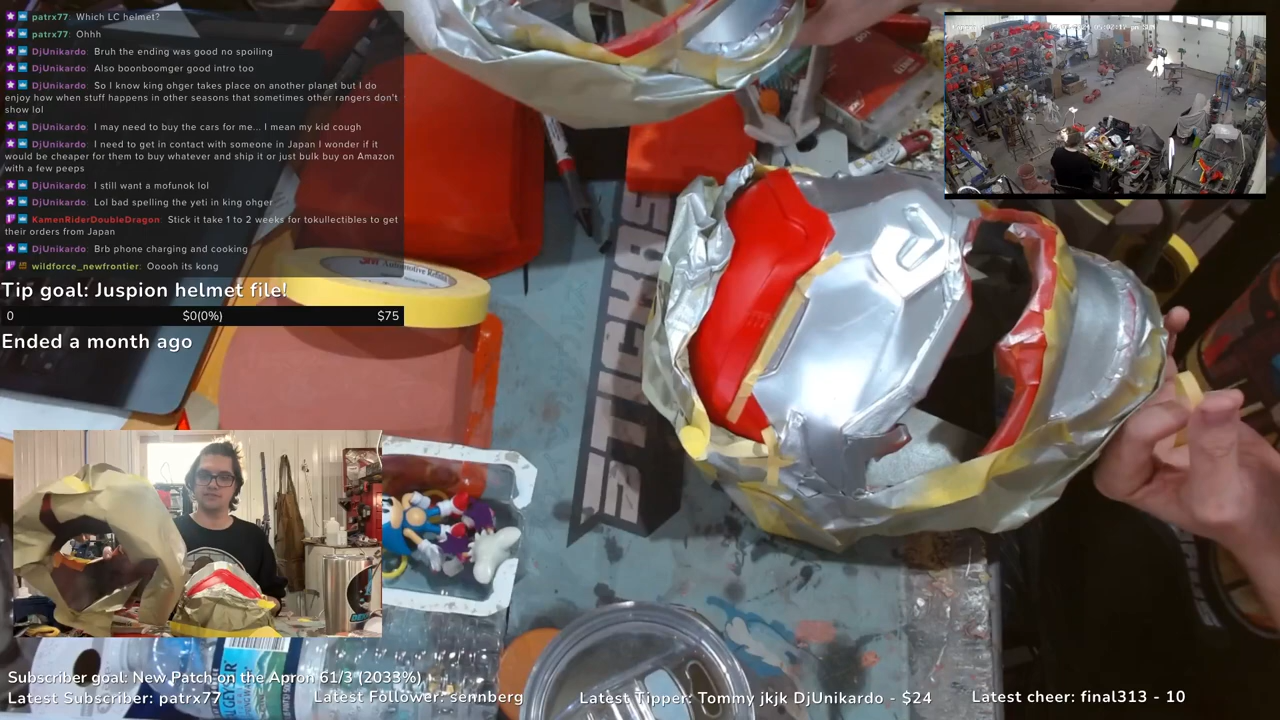 patrx77: Which LC helmet?
patrx77: Ohhh
DjUnikardo: Bruh the ending was good no spoiling
DjUnikardo: Also boonboomger good intro too
DjUnikardo: So I know king ohger takes place on another planet but I do
enjoy how when stuff happens in other seasons that sometimes other rangers don't
show lol
DjUnikardo: I may need to buy the cars for me... I mean my kid cough
DjUnikardo: I need to get in contact with someone in Japan I wonder if it
would be cheaper for them to buy whatever and ship it or just bulk buy on Amazon
with a few peeps
DjUnikardo: I still want a mofunok lol
DjUnikardo: Lol bad spelling the yeti in king ohger
KamenRiderDoubleDragon: Stick it take 1 to 2 weeks for tokullectibles to get
their orders from Japan
DjUnikardo: Brb phone charging and cooking
wildforce_newfrontier: Ooooh its kong
Tip goal: Juspion helmet file!
0 $0(0%) $75
Ended a month ago
3M Automotive Refinish
STICK8S
GEYSER
Subscriber goal: New Patch on the Apron 61/3 (2033%)
Latest Subscriber: patrx77
Latest Follower: sennberg
Latest Tipper: Tommy jkjk DjUnikardo - $24
Latest cheer: final313 - 10